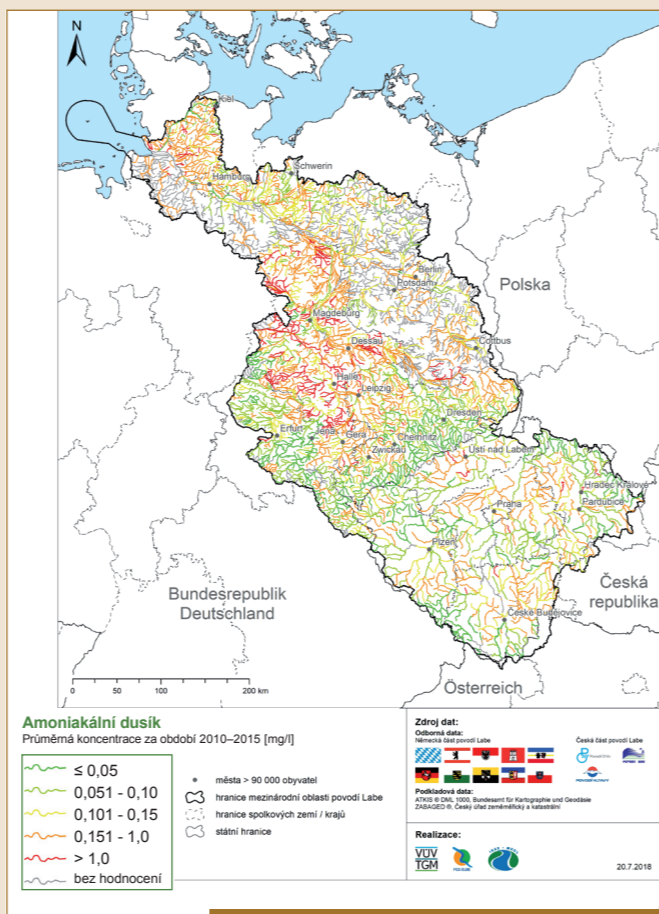 N
Kiel
Schwerin
Hamburg
Berlin
Potsdam
Polska
Magdeburg
Dessau
Cottbus
Halle
Leipzig
Dresden
Erfurt
Jena
Gera
Chemnitz
Zwickau
Ústí nad Labem
Hradec Králové
Pardubice
Praha
Plzeň
Bundesrepublik
Deutschland
Česká
republika
České Budějovice
Österreich
0 50 100 200 km
Amoniakální dusík
Průměrná koncentrace za období 2010–2015 [mg/l]
≤ 0,05
0,051 - 0,10
0,101 - 0,15
0,151 - 1,0
> 1,0
bez hodnocení
města > 90 000 obyvatel
hranice mezinárodní oblasti povodí Labe
hranice spolkových zemí / krajů
státní hranice
Zdroj dat:
Odborná data:
Německá část povodí Labe
Česká část povodí Labe
Podkladová data:
ATKIS ® DML 1000, Bundesamt für Kartographie und Geodäsie
ZABAGED ®, Český úřad zeměměřický a katastrální
Realizace:
VÚV
TGM
20.7.2018